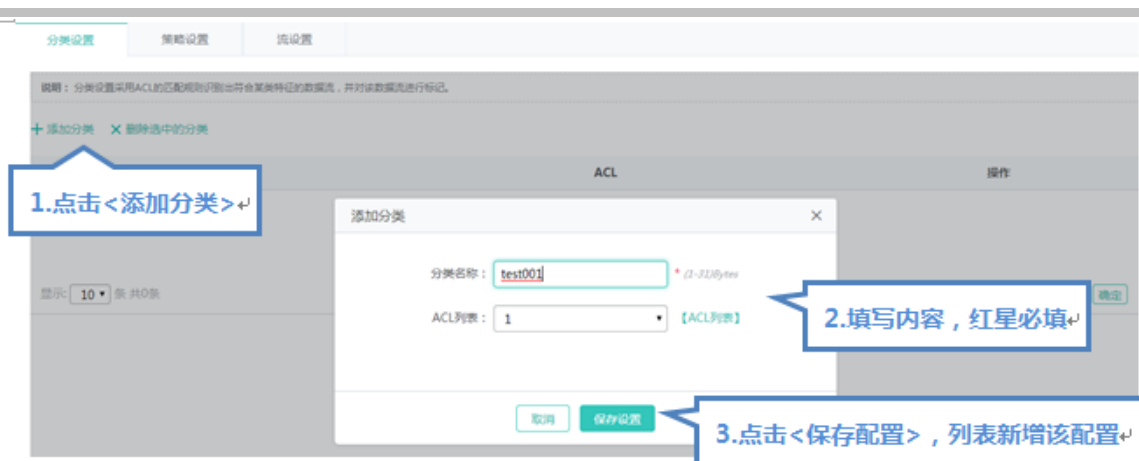 分类设置 策略设置 流设置
说明：分类设置采用ACL的匹配规则识别出符合某类特征的数据流，并对该数据流进行标记。
+ 添加分类 × 删除选中的分类
ACL 操作
1.点击<添加分类>↵
添加分类 ×
分类名称： test001 * (1-31)Bytes
ACL列表： 1 【ACL列表】
显示: 10 条 共0条 确定
2.填写内容，红星必填↵
取消 保存设置
3.点击<保存配置>，列表新增该配置↵